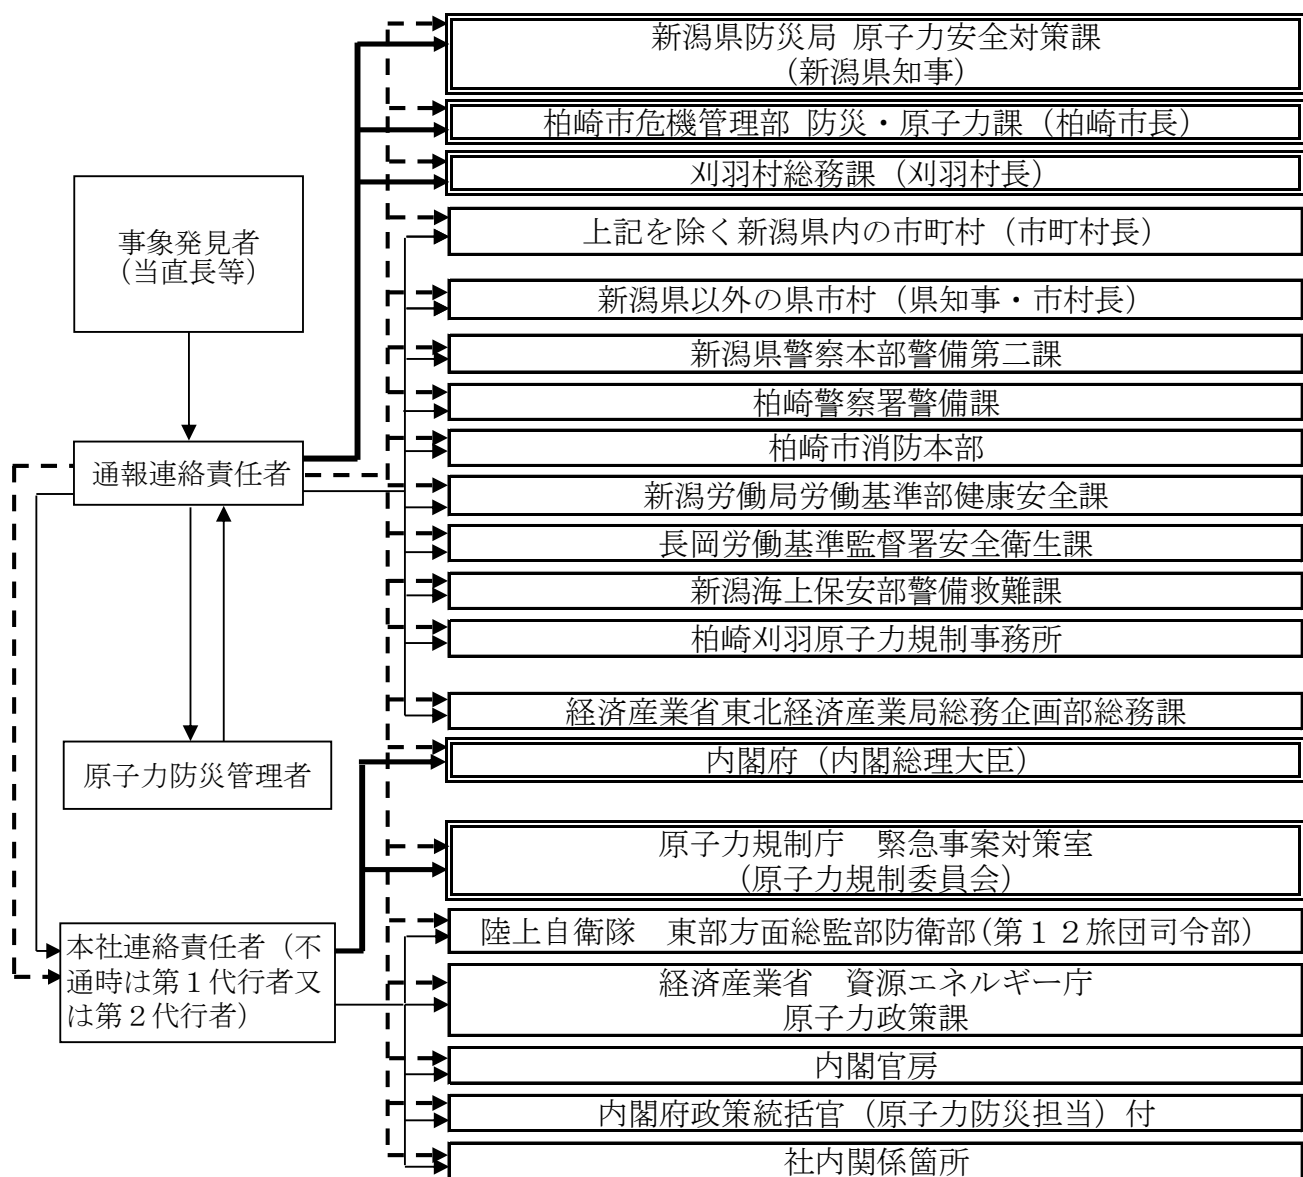 新潟県防災局 原子力安全対策課
(新潟県知事)
柏崎市危機管理部 防災・原子力課（柏崎市長）
刈羽村総務課（刈羽村長）
上記を除く新潟県内の市町村（市町村長）
新潟県以外の県市村（県知事・市村長）
新潟県警察本部警備第二課
柏崎警察署警備課
柏崎市消防本部
新潟労働局労働基準部健康安全課
長岡労働基準監督署安全衛生課
新潟海上保安部警備救難課
柏崎刈羽原子力規制事務所
経済産業省東北経済産業局総務企画部総務課
内閣府（内閣総理大臣）
原子力規制庁　緊急事案対策室
(原子力規制委員会)
陸上自衛隊　東部方面総監部防衛部(第１２旅団司令部)
経済産業省　資源エネルギー庁
原子力政策課
内閣官房
内閣府政策統括官（原子力防災担当）付
社内関係箇所
事象発見者
(当直長等)
通報連絡責任者
原子力防災管理者
本社連絡責任者（不
通時は第１代行者又
は第２代行者）